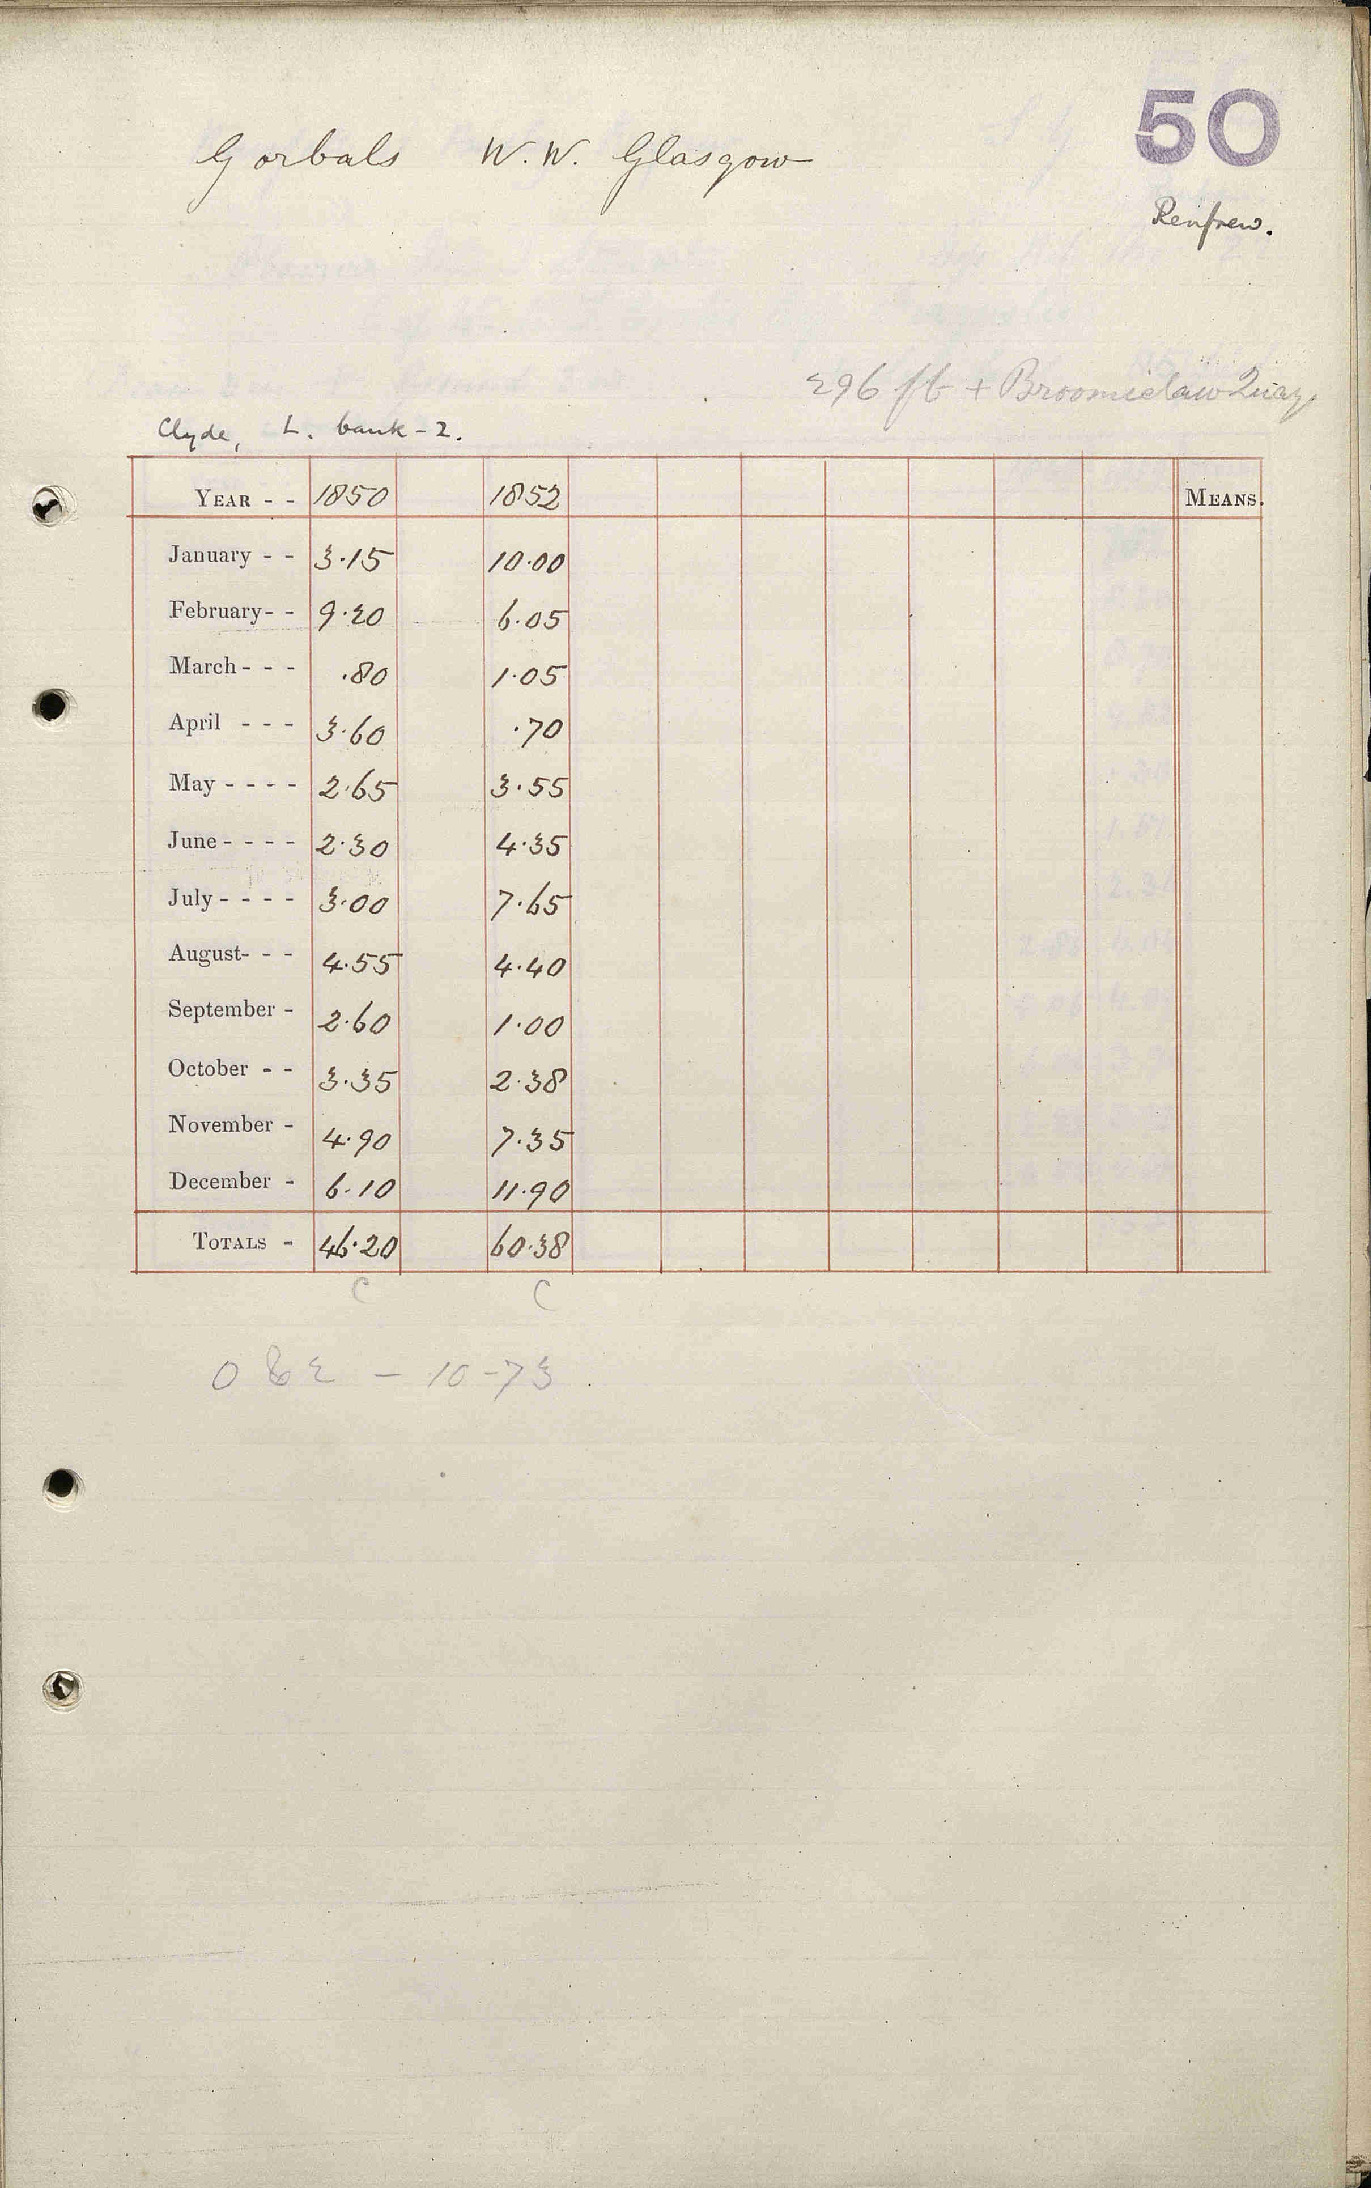 50
Gorbals W.W. Glasgow
Renfrew.
296 ft + Broomielaw Quay
Clyde, L. bank - 2.
YEAR - - 1850 1852 MEANS.
January - - 3.15 10.00
February - - 9.20 6.05
March - - - .80 1.05
April - - - 3.60 .70
May - - - - 2.65 3.55
June - - - - 2.30 4.35
July - - - - 3.00 7.65
August - - - 4.55 4.40
September - 2.60 1.00
October - - 3.35 2.38
November - 4.90 7.35
December - 6.10 11.90
TOTALS - 46.20 60.38
C C
- 10-73